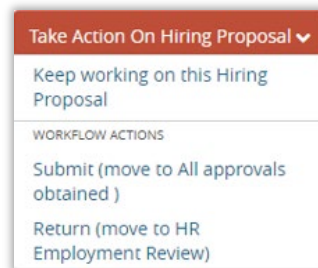 Take Action On Hiring Proposal
Keep working on this Hiring
Proposal
WORKFLOW ACTIONS
Submit (move to All approvals
obtained )
Return (move to HR
Employment Review)